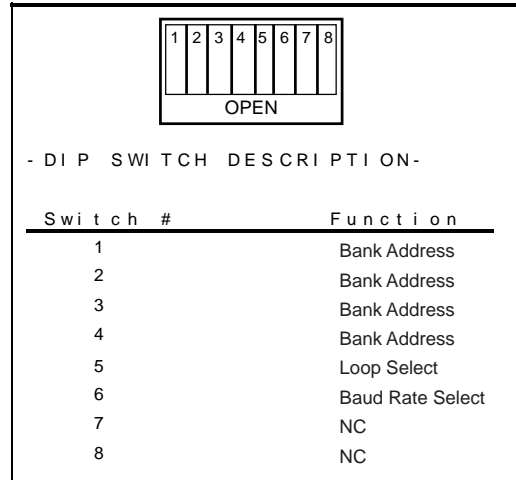 1 2 3 4 5 6 7 8
OPEN
- DIP SWITCH DESCRIPTION-
Switch # Function
1 Bank Address
2 Bank Address
3 Bank Address
4 Bank Address
5 Loop Select
6 Baud Rate Select
7 NC
8 NC